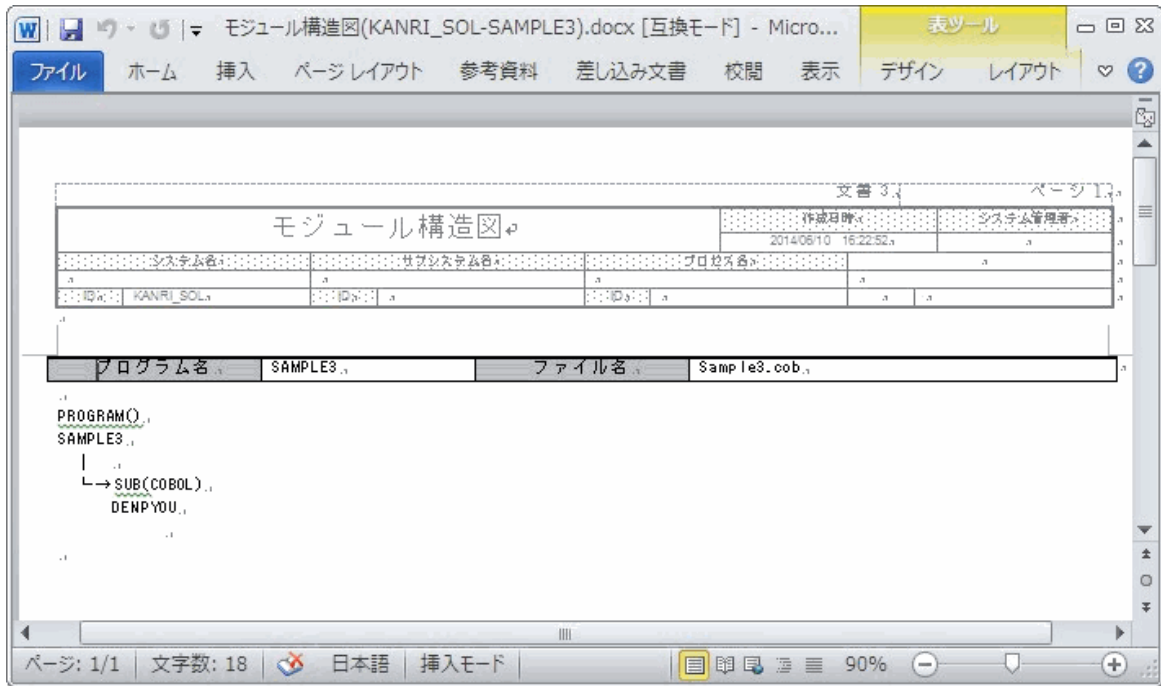 モジュール構造図(KANRI_SOL-SAMPLE3).docx [互換モード] - Micro... 表ツール
ファイル ホーム 挿入 ページ レイアウト 参考資料 差し込み文書 校閲 表示 デザイン レイアウト
文書 3 ページ 1
モジュール構造図 作成日時 システム管理者
2014/06/10 16:22:52
システム名 サブシステム名 プロセス名
ID KANRI_SOL ID ID
プログラム名 SAMPLE3 ファイル名 Sample3.cob
PROGRAM()
SAMPLE3
└→SUB(COBOL)
DENPYOU
ページ: 1/1 文字数: 18 日本語 挿入モード 90%